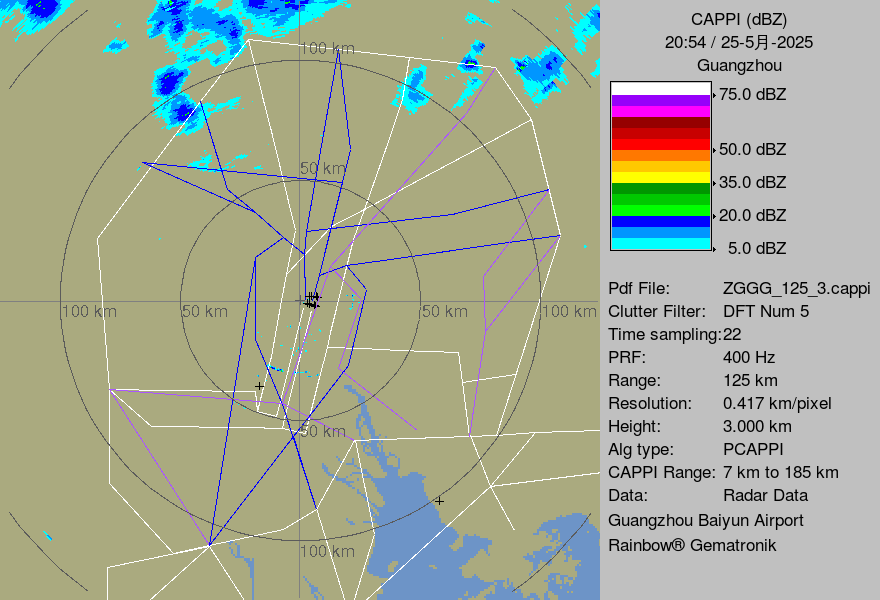 CAPPI (dBZ)
20:54 / 25-5月-2025
Guangzhou
75.0 dBZ
50.0 dBZ
35.0 dBZ
20.0 dBZ
5.0 dBZ
Pdf File: ZGGG_125_3.cappi
Clutter Filter: DFT Num 5
Time sampling:22
PRF: 400 Hz
Range: 125 km
Resolution: 0.417 km/pixel
Height: 3.000 km
Alg type: PCAPPI
CAPPI Range: 7 km to 185 km
Data: Radar Data
Guangzhou Baiyun Airport
Rainbow® Gematronik
100 km
50 km
100 km
50 km
50 km
100 km
50 km
100 km